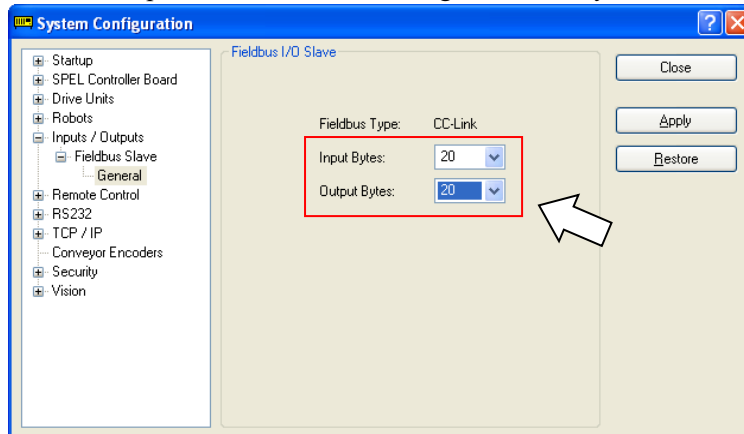 System Configuration
Startup
SPEL Controller Board
Drive Units
Robots
Inputs / Outputs
Fieldbus Slave
General
Remote Control
RS232
TCP / IP
Conveyor Encoders
Security
Vision
Fieldbus I/O Slave
Fieldbus Type: CC-Link
Input Bytes: 20
Output Bytes: 20
Close
Apply
Restore